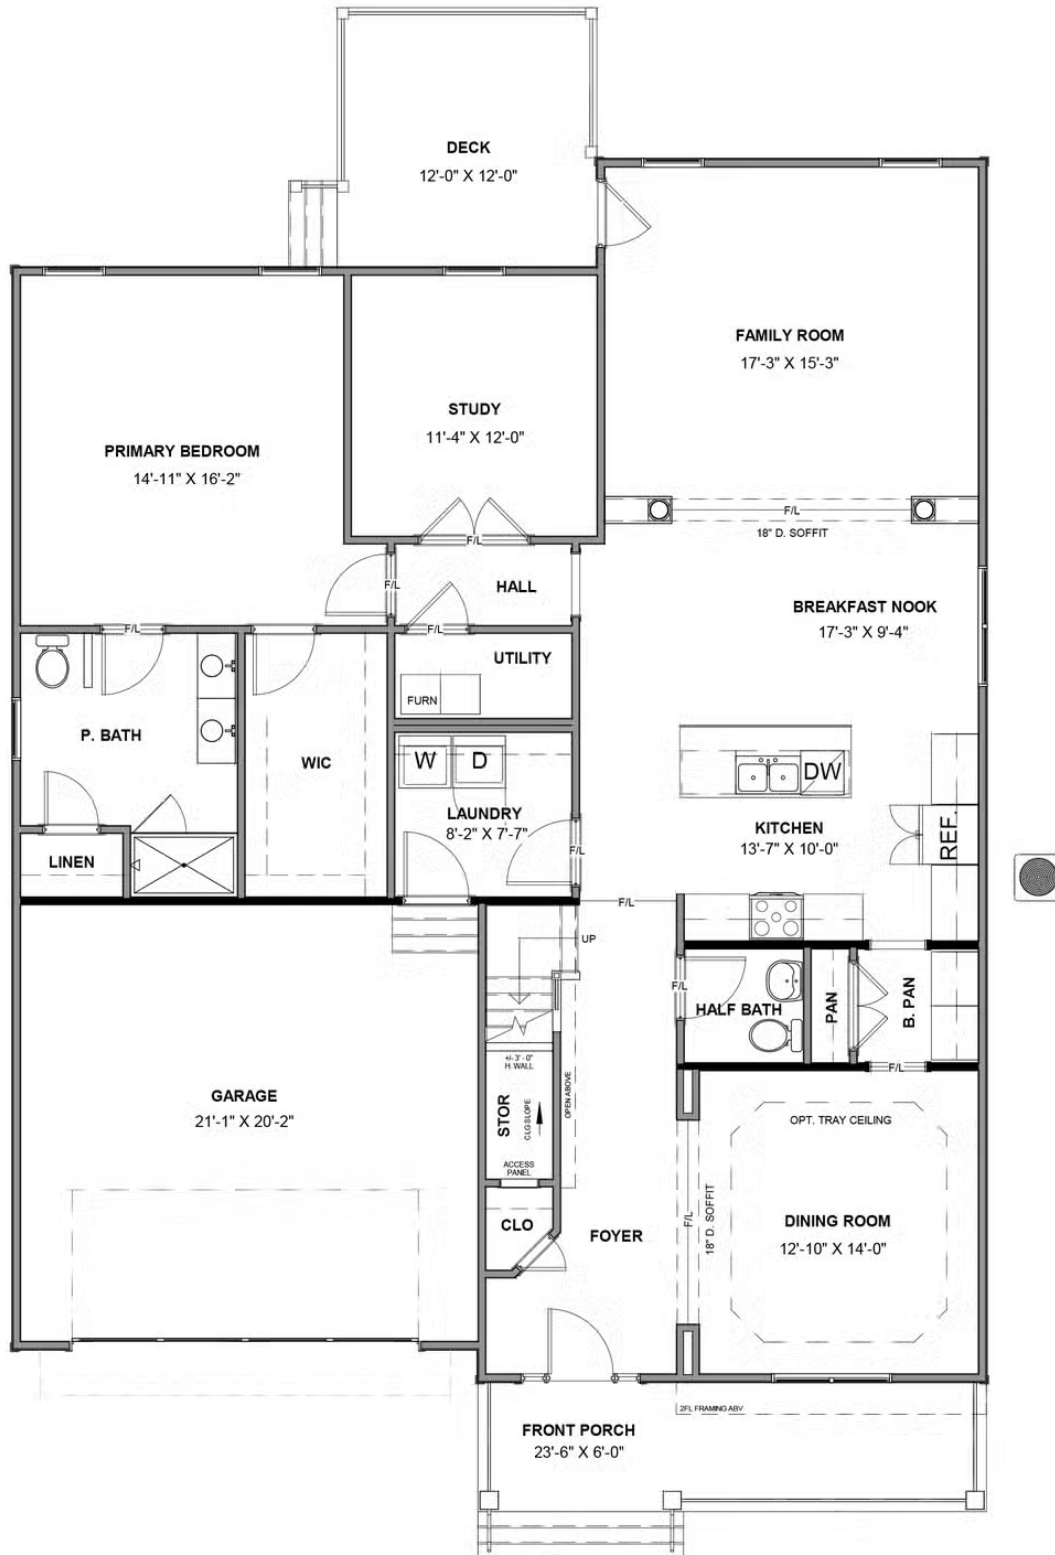 DECK
12'-0" X 12'-0"
FAMILY ROOM
17'-3" X 15'-3"
STUDY
11'-4" X 12'-0"
PRIMARY BEDROOM
14'-11" X 16'-2"
F/L
18" D. SOFFIT
F/L
F/L
HALL
BREAKFAST NOOK
17'-3" X 9'-4"
F/L
F/L
UTILITY
FURN
P. BATH
WIC
W
D
DW
LAUNDRY
8'-2" X 7'-7"
KITCHEN
13'-7" X 10'-0"
REF.
F/L
LINEN
F/L
UP
F/L
HALF BATH
PAN
B. PAN
+/- 3' - 0"
H. WALL
F/L
GARAGE
21'-1" X 20'-2"
STOR
CLG SLOPE
OPEN ABOVE
OPT. TRAY CEILING
ACCESS
PANEL
CLO
FOYER
F/L
18" D. SOFFIT
DINING ROOM
12'-10" X 14'-0"
2FL FRAMING ABV
FRONT PORCH
23'-6" X 6'-0"